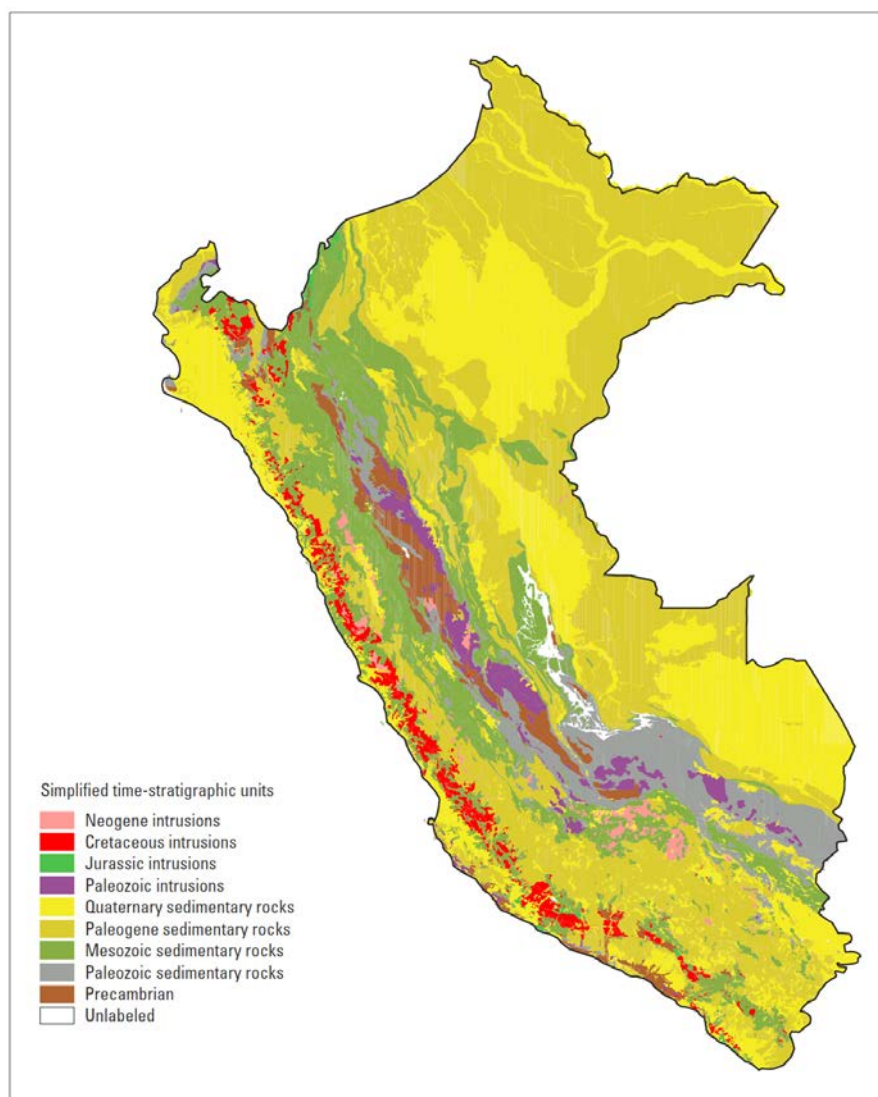 Simplified time-stratigraphic units
Neogene intrusions
Cretaceous intrusions
Jurassic intrusions
Paleozoic intrusions
Quaternary sedimentary rocks
Paleogene sedimentary rocks
Mesozoic sedimentary rocks
Paleozoic sedimentary rocks
Precambrian
Unlabeled